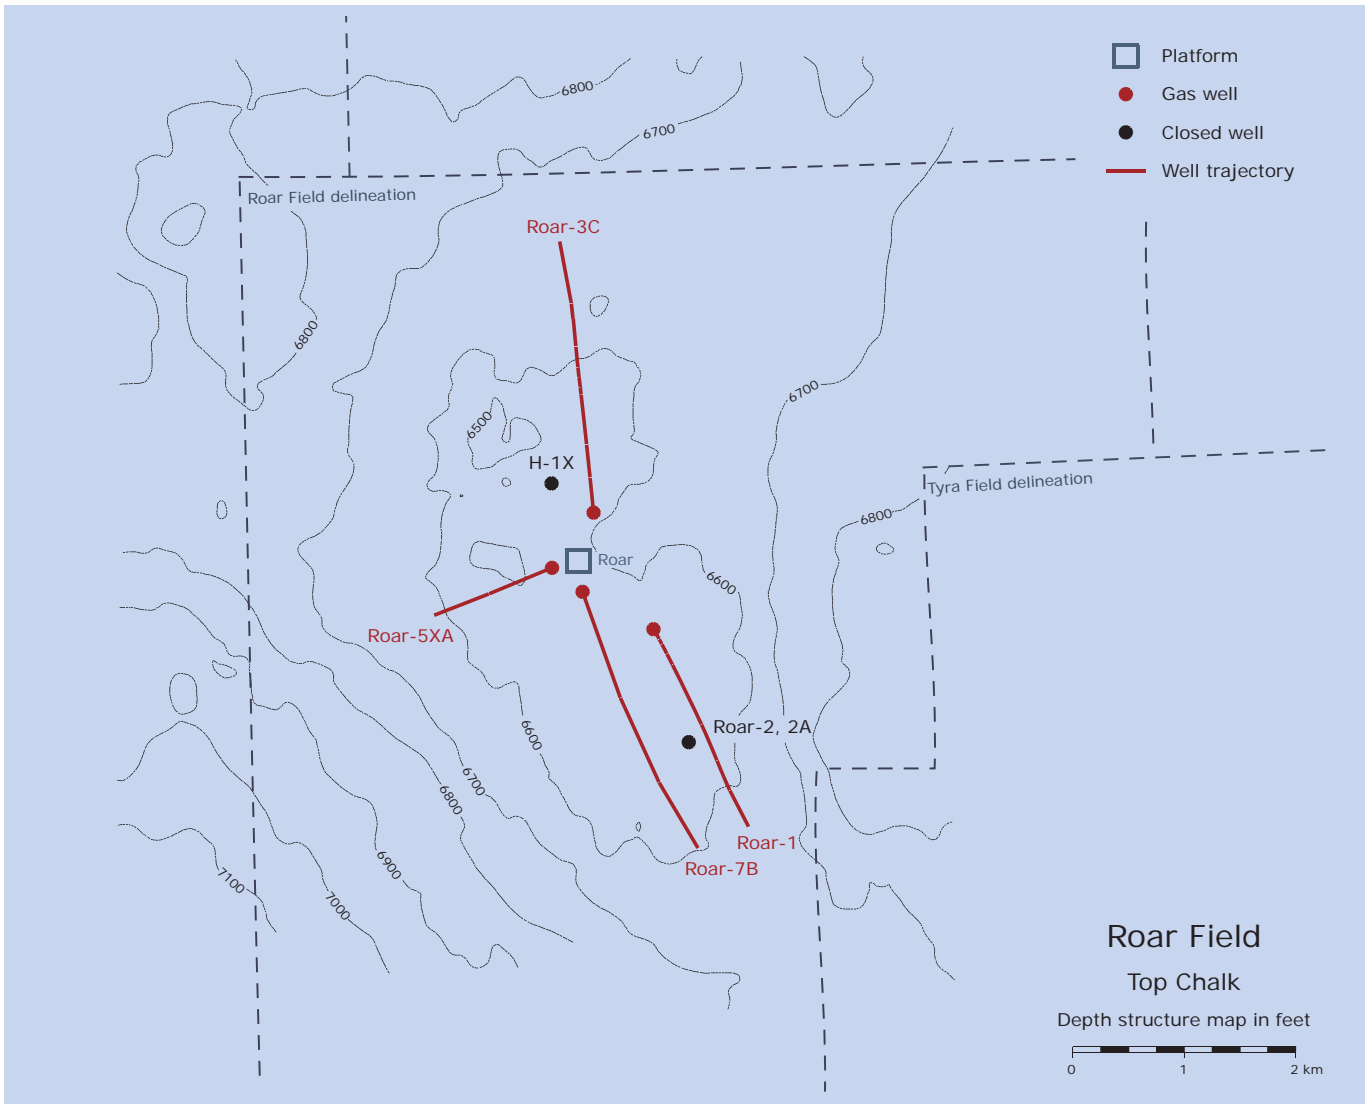 Platform
Gas well
Closed well
Well trajectory
6800
6700
Roar Field delineation
Roar-3C
6800
6700
6500
H-1X
Tyra Field delineation
6800
Roar
6600
Roar-5XA
Roar-2, 2A
6600
6700
6800
Roar-1
Roar-7B
6900
7100
7000
Roar Field
Top Chalk
Depth structure map in feet
0 1 2 km